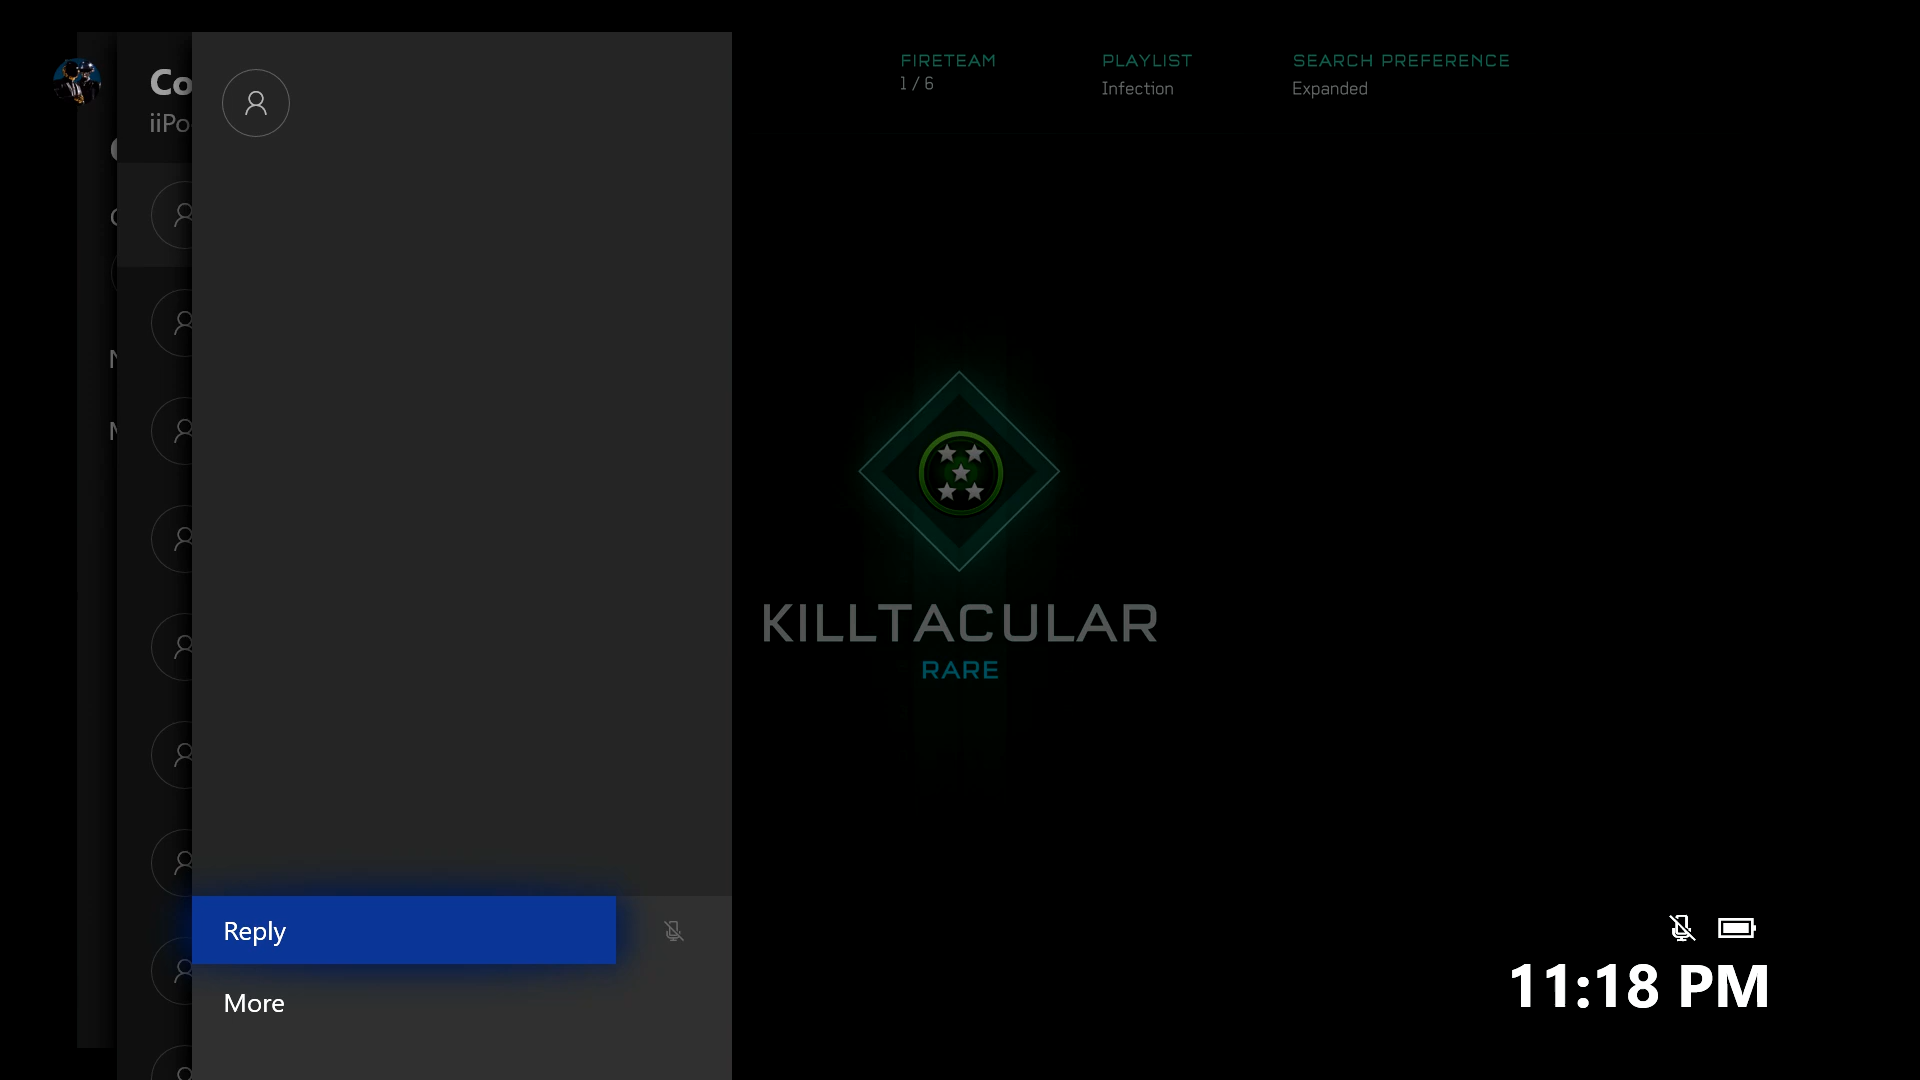 Co
iiPo
FIRETEAM
1 / 6
PLAYLIST
Infection
SEARCH PREFERENCE
Expanded
KILLTACULAR
RARE
Reply
More
11:18 PM